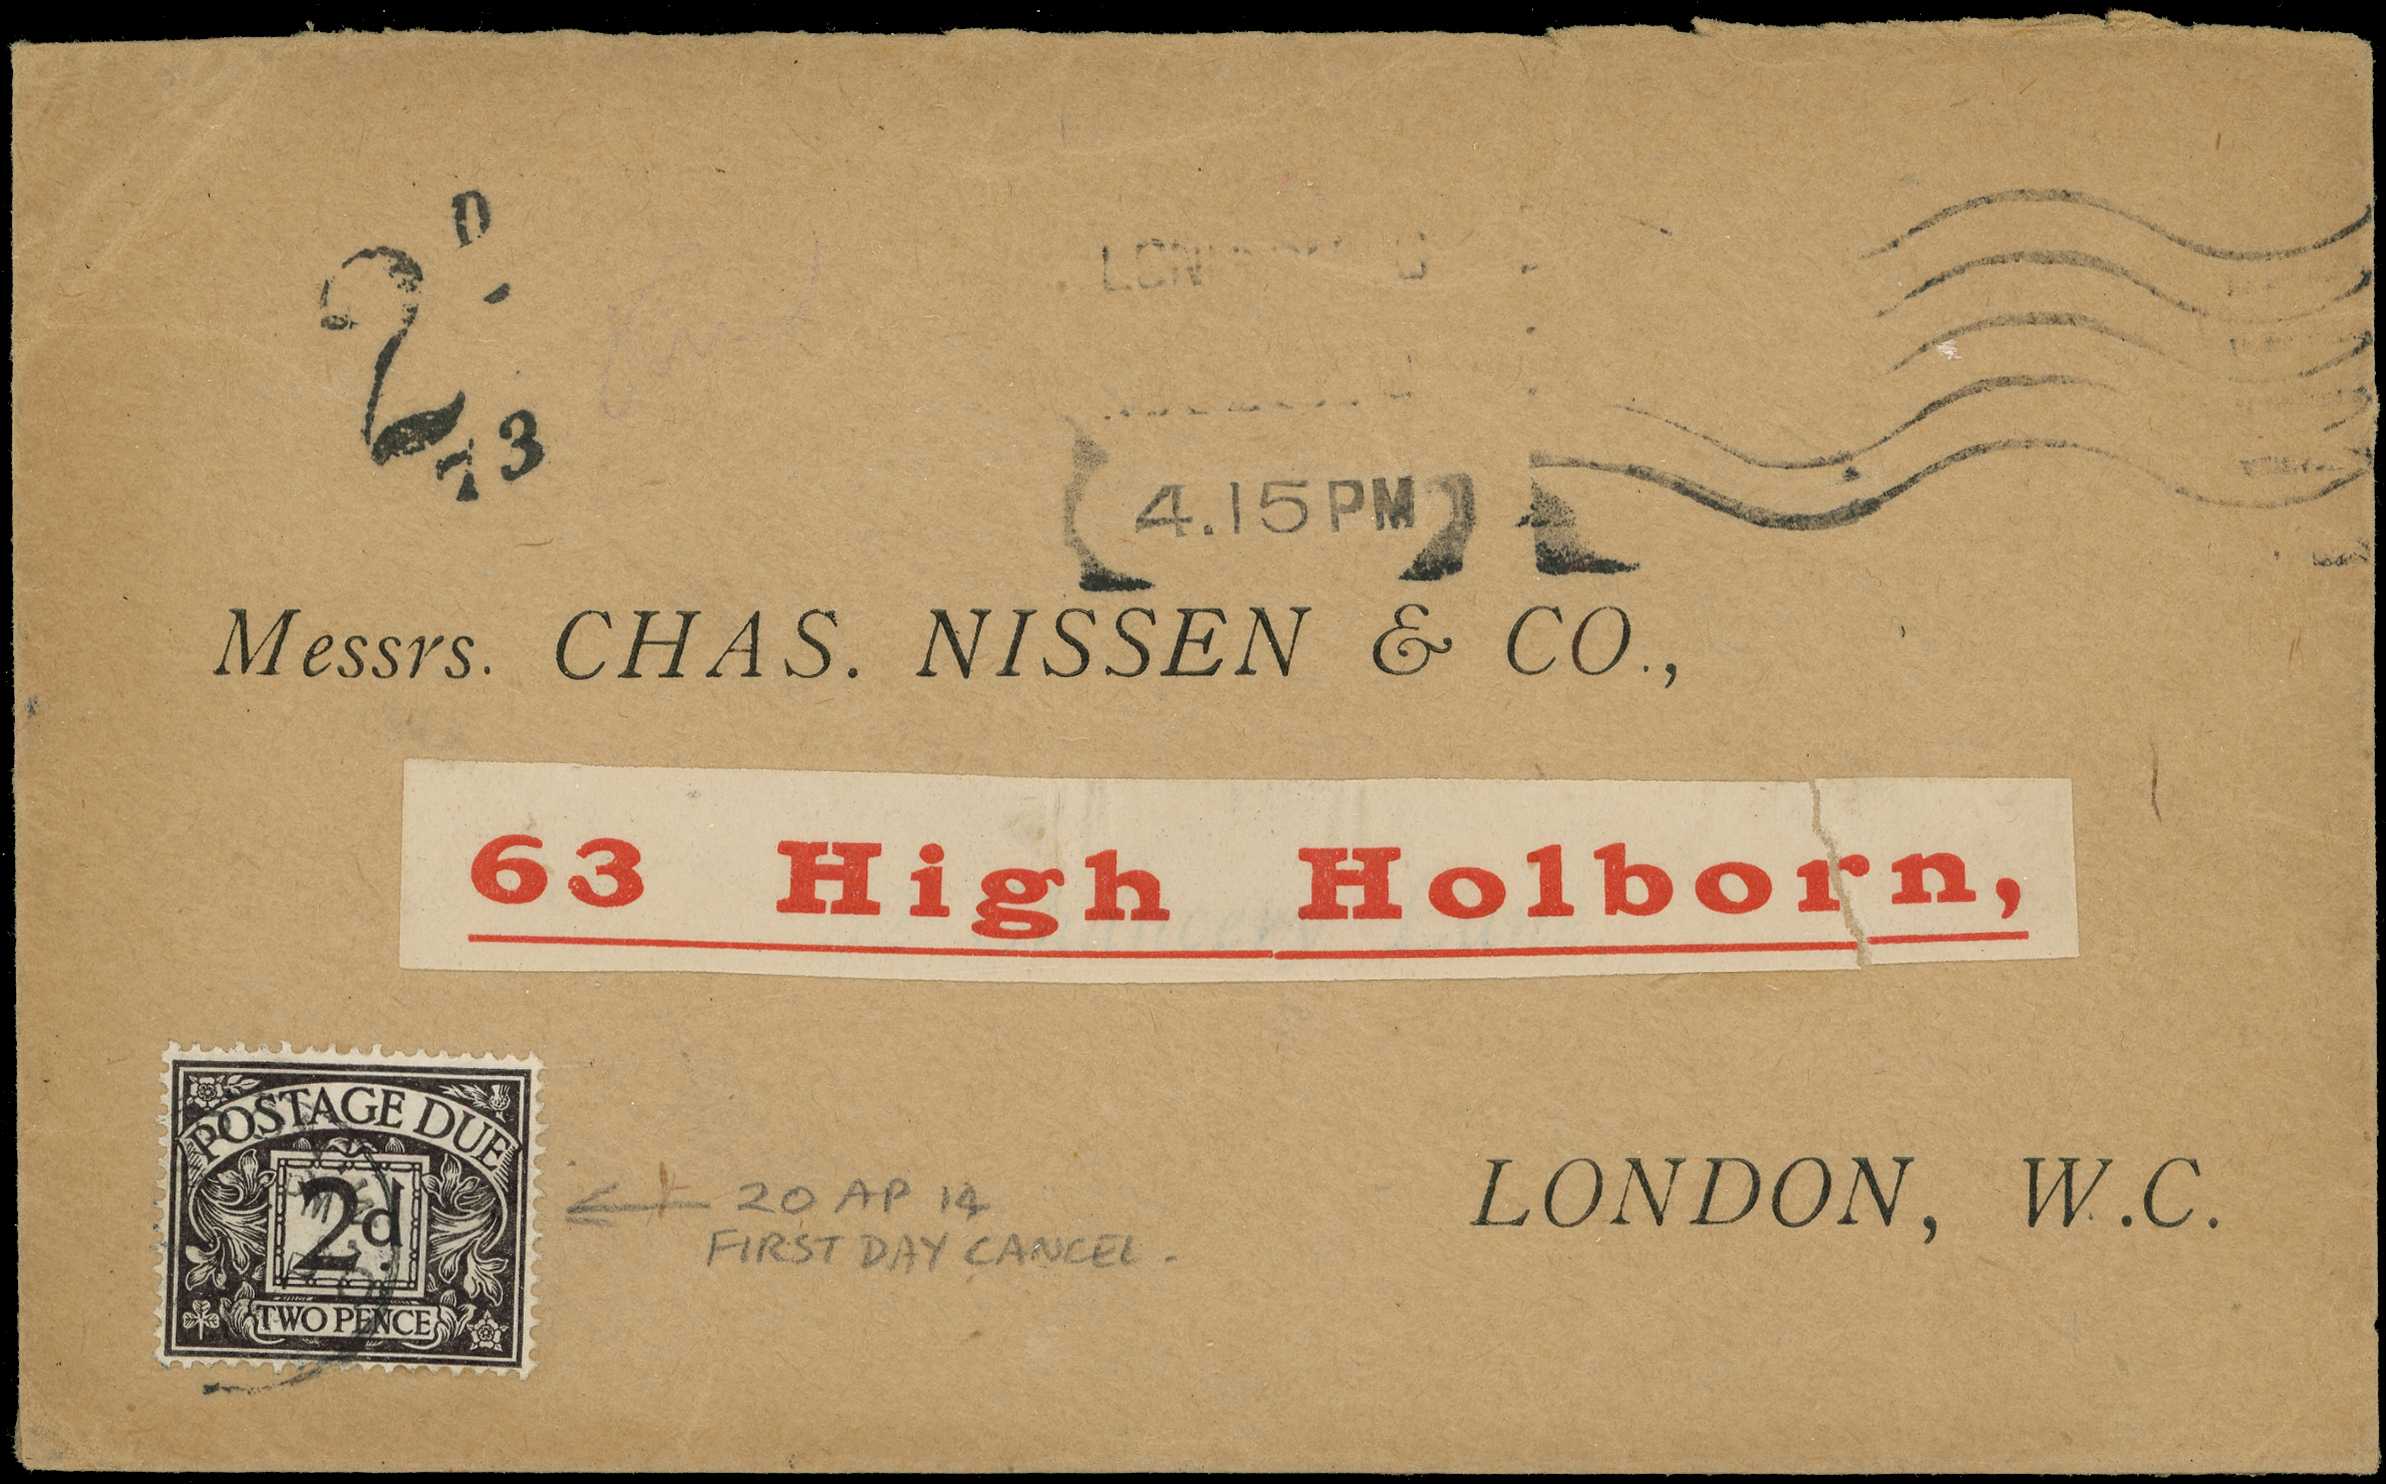 2D.
73
4.15PM
Messrs. CHAS. NISSEN & CO.,
63 High Holborn,
POSTAGE DUE
2d.
TWO PENCE
20 AP 14
FIRST DAY CANCEL.
LONDON, W.C.